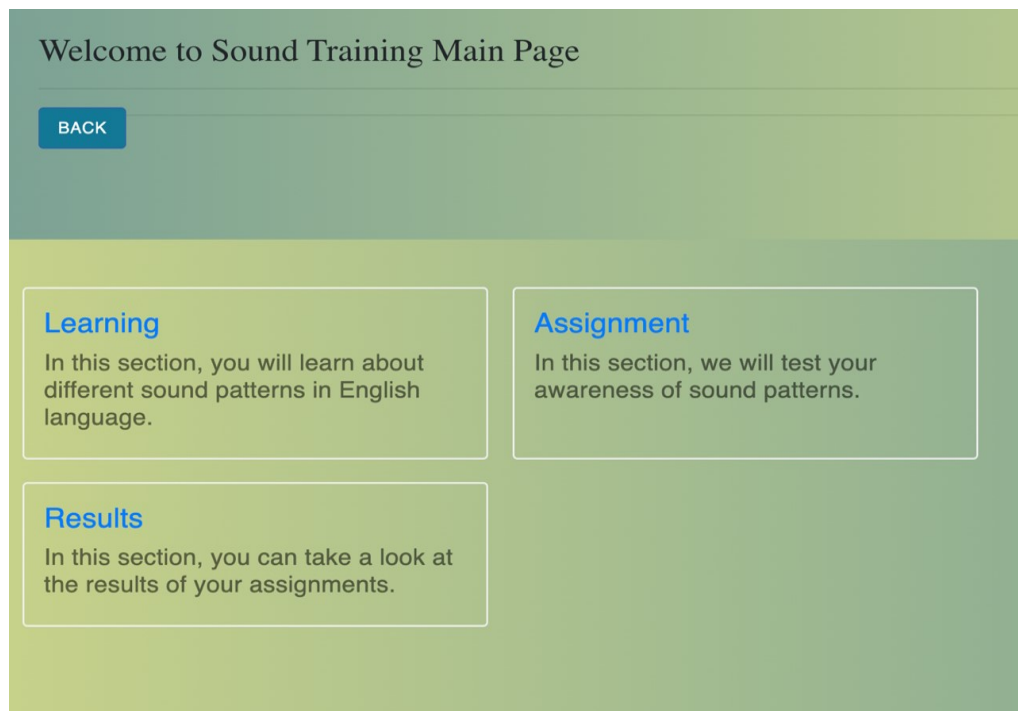 Welcome to Sound Training Main Page
BACK
Learning
In this section, you will learn about
different sound patterns in English
language.
Assignment
In this section, we will test your
awareness of sound patterns.
Results
In this section, you can take a look at
the results of your assignments.